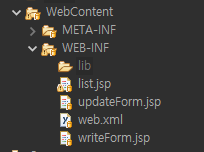 WebContent
META-INF
WEB-INF
lib
list.jsp
updateForm.jsp
web.xml
writeForm.jsp